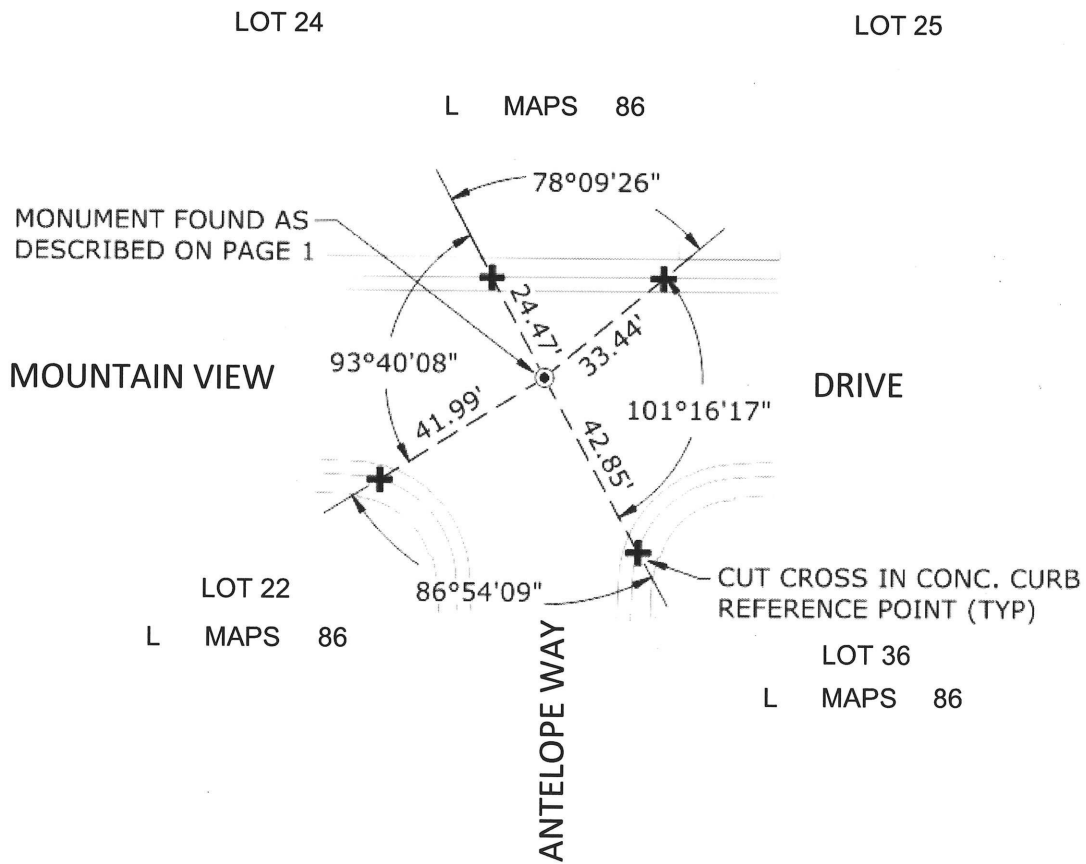 LOT 24
LOT 25
L MAPS 86
78°09'26"
MONUMENT FOUND AS
DESCRIBED ON PAGE 1
24.47'
33.44'
93°40'08"
MOUNTAIN VIEW
DRIVE
41.99'
42.85'
101°16'17"
86°54'09"
CUT CROSS IN CONC. CURB
REFERENCE POINT (TYP)
LOT 22
L MAPS 86
ANTELOPE WAY
LOT 36
L MAPS 86